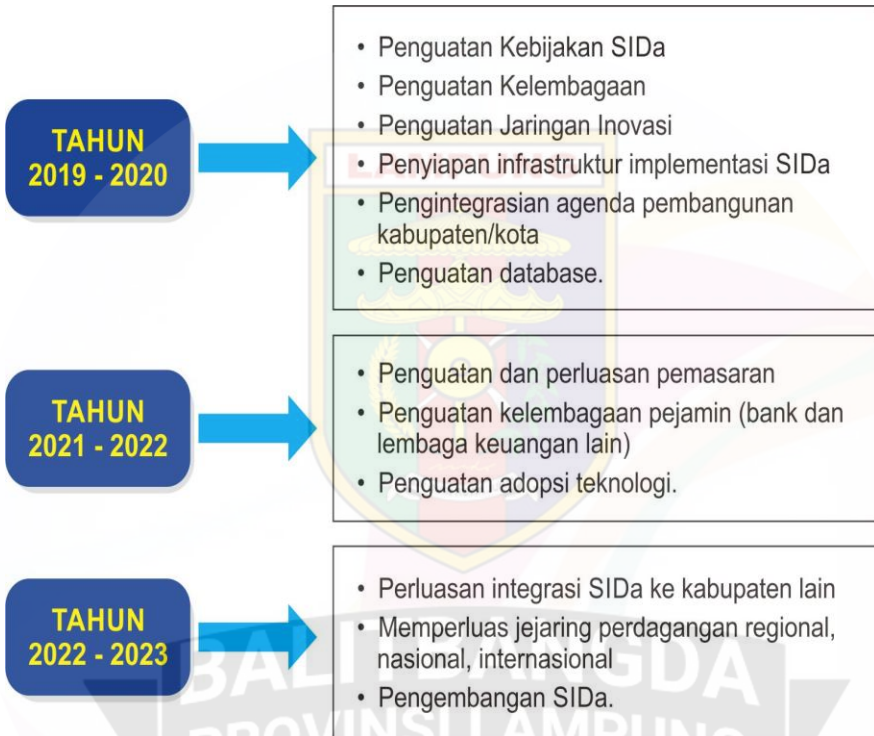 TAHUN
2019 - 2020
• Penguatan Kebijakan SIDa
• Penguatan Kelembagaan
• Penguatan Jaringan Inovasi
• Penyiapan infrastruktur implementasi SIDa
• Pengintegrasian agenda pembangunan
kabupaten/kota
• Penguatan database.
LAMPUNG
TAHUN
2021 - 2022
• Penguatan dan perluasan pemasaran
• Penguatan kelembagaan pejamin (bank dan
lembaga keuangan lain)
• Penguatan adopsi teknologi.
TAHUN
2022 - 2023
• Perluasan integrasi SIDa ke kabupaten lain
• Memperluas jejaring perdagangan regional,
nasional, internasional
• Pengembangan SIDa.
BALITBANGDA
PROVINSI LAMPUNG